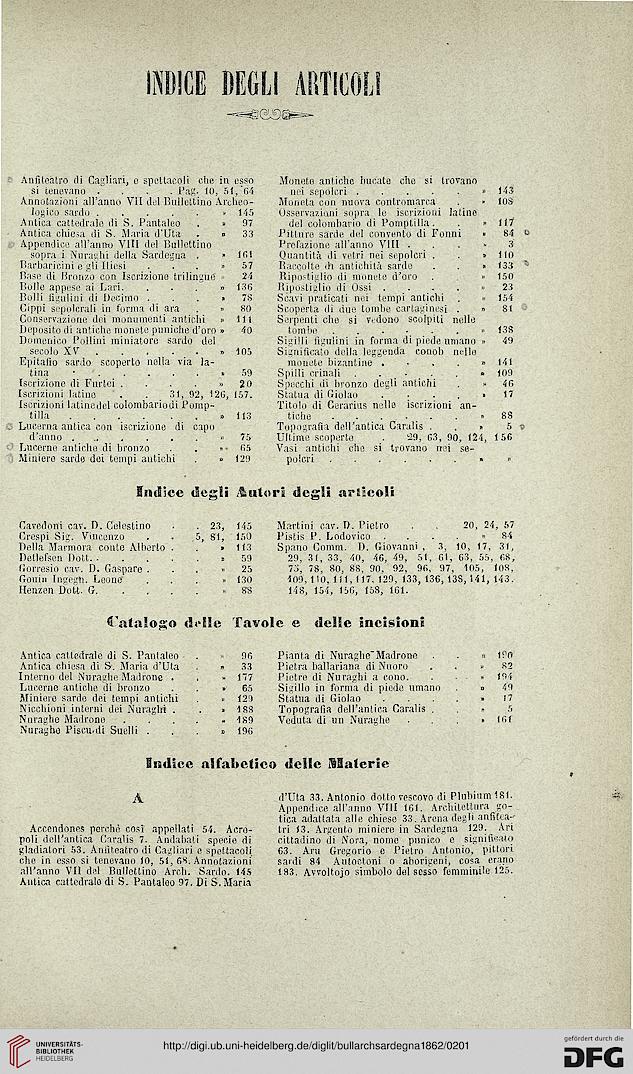 INDICE DEGLI ARTICOLI
Anfiteatro di Cagliari, e spettacoli che in esso
si tenevano . . . . Pag. 10, 51, 64
Annotazioni all'anno VII del Bullettino Archeo-
logico sardo . . . . . » 145
Antica cattedrale di S. Pantaleo . » 97
Antica chiesa di S. Maria d'Uta . » 33
Appendice all'anno VIII del Bullettino
sopra i Nuraghi della Sardegna . » 161
Barbaricini e gli Iliesi . . . » 57
Base di Bronzo con Iscrizione trilingue » 24
Bolle appese ai Lari. . . . » 136
Bolli figulini di Decimo . . . » 78
Cippi sepolcrali in forma di ara . » 80
Conservazione dei monumenti antichi . » 111
Deposito di antiche monete puniche d'oro » 40
Domenico Pollini miniatore sardo del
secolo XV . . . . . » 105
Epitafio sardo scoperto nella via la-
tina . . . . . » 59
Iscrizione di Furtei . . . . » 20
Iscrizioni latine . . 31, 92, 126, 157.
Iscrizioni latine del colombario di Pomp-
tilla . . . . . » 113
Lucerna antica con iscrizione di capo
d'anno . . . . . . » 75
Lucerne antiche di bronzo . . » 65
Miniere sarde dei tempi antichi . » 129
Monete antiche bucate che si trovano
nei sepolcri . . . . . » 143
Moneta con nuova contromarca . » 108
Osservazioni sopra le iscrizioni latine
del colombario di Pomptilla . . » 117
Pitture sarde del convento di Fonni » 84
Prefazione all'anno VIII . . . » 3
Quantità di vetri nei sepolcri . . » 110
Raccolte di antichità sarde . . » 133
Ripostiglio di monete d'oro . . » 150
Ripostiglio di Ossi . . . . » 23
Scavi praticati nei tempi antichi . » 154
Scoperta di due tombe cartaginesi . » 81
Serpenti che si vedono scolpiti nelle
tombe . . . . . » 138
Sigilli figulini in forma di piede umano » 49
Significato della leggenda conob nelle
monete bizantine . . . . » 141
Spilli crinali . . . . . » 109
Specchi di bronzo degli antichi . » 46
Statua di Giolao . . . . » 17
Titolo di Cerarius nelle iscrizioni an-
tiche . . . . . » 88
Topografia dell'antica Caralis . . » 5
Ultime scoperte . 29, 63, 90, 124, 156
Vasi antichi che si trovano nei se-
polcri . . . . . » »
Indice degli Autori degli articoli
Cavedoni cav. D. Celestino . . 23, 145
Crespi Sig. Vincenzo . . 5, 81, 150
Della Marmora conte Alberto . . » 113
Detlefsen Dott. . . . . » 59
Gorresio cav. D. Gaspare . . . » 25
Gouin Ingegn. Leone . . . » 130
Henzen Dott. G. . . . . » 88
Martini cav. D. Pietro . . 20, 24, 57
Pistis P. Lodovico . . . . » 84
Spano Comm. D. Giovanni , 3, 10, 17, 31,
29, 31, 33, 40, 46, 49, 51, 61, 63, 55, 68,
75, 78, 80, 88, 90, 92, 96, 97, 105, 108,
109, 110, 111, 117, 129, 133, 136, 138, 141, 143.
148, 154, 156, 158, 161.
Catalogo delle Tavole e delle incisioni
Antica cattedrale di S. Pantaleo . » 96
Antica chiesa di S. Maria d'Uta . » 33
Interno del Nuraghe Madrone . . » 177
Lucerne antiche di bronzo . . » 65
Miniere sarde dei tempi antichi . » 129
Nicchioni interni dei Nuraghi . . » 188
Nuraghe Madrone . . . . » 189
Nuraghe Piscu di Suelli . . . » 196
Pianta di Nuraghe Madrone . . » 190
Pietra ballariana di Nuoro . . » 82
Pietre di Nuraghi a cono. . . » 194
Sigillo in forma di piede umano . » 49
Statua di Giolao . . . . » 17
Topografia dell'antica Caralis . . » 5
Veduta di un Nuraghe . . . » 161
Indice alfabetico delle Materie
A
Accendones perchè così appellati 54. Acro-
poli dell'antica Caralis 7. Andabati specie di
gladiatori 53. Anfiteatro di Cagliari e spettacoli
che in esso si tenevano 10, 51, 68. Annotazioni
all'anno VII del Bullettino Arch. Sardo. 145
Antica cattedrale di S. Pantaleo 97. Di S. Maria
d'Uta 33. Antonio dotto vescovo di Plubium 181.
Appendice all'anno VIII 161. Architettura go-
tica adattata alle chiese 33. Arena degli anfitea-
tri 13. Argento miniere in Sardegna 129. Ari
cittadino di Nora, nome punico e significato
63. Aru Gregorio e Pietro Antonio, pittori
sardi 84 Autoctoni o aborigeni, cosa erano
183. Avvoltojo simbolo del sesso femminile 125.
UNIVERSITÄTS-
BIBLIOTHEK
HEIDELBERG
http://digi.ub.uni-heidelberg.de/diglit/bullarchsardegna1862/0201
gefördert durch die
DFG